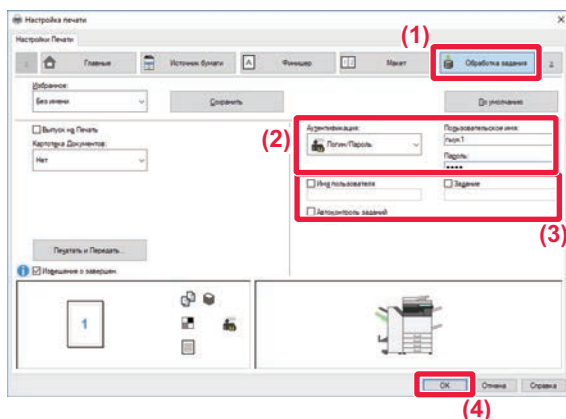 Настройка печати
Настройки Печати
(1)
Главные
Источник бумаги
A
Финишер
Макет
Обработка задания
Избранное:
Без имени
Сохранить
По умолчанию
(2)
Выпуск на Печать
Картотека Документов:
Нет
Аутентификация:
Логин/Пароль
Пользовательское имя:
Пароль:
••••
Имя пользователя
Задание
Автоконтроль заданий
(3)
Печатать и Передать...
Извещение о завершен.
1
OK
Отмена
Справка
(4)